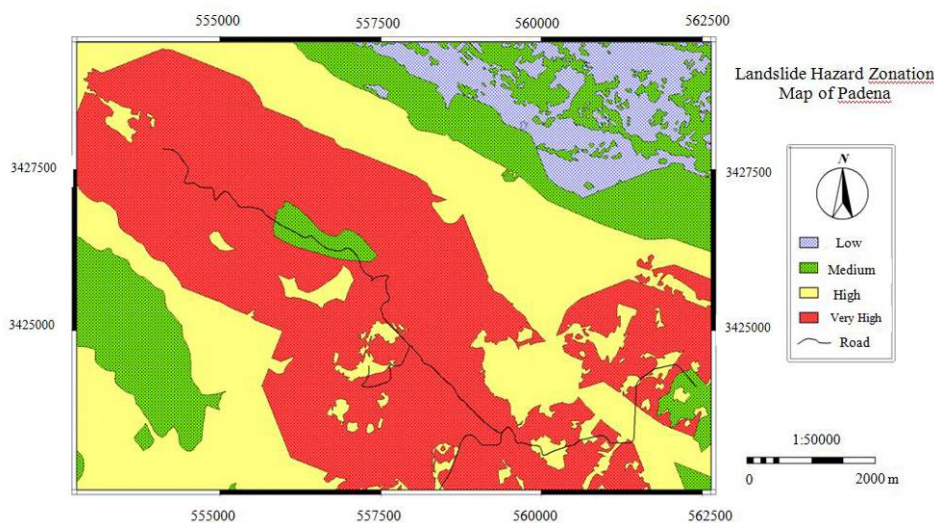 555000
557500
560000
562500
Landslide Hazard Zonation
Map of Padena
3427500
3427500
N
Low
Medium
High
Very High
Road
3425000
3425000
1:50000
0
2000 m
555000
557500
560000
562500